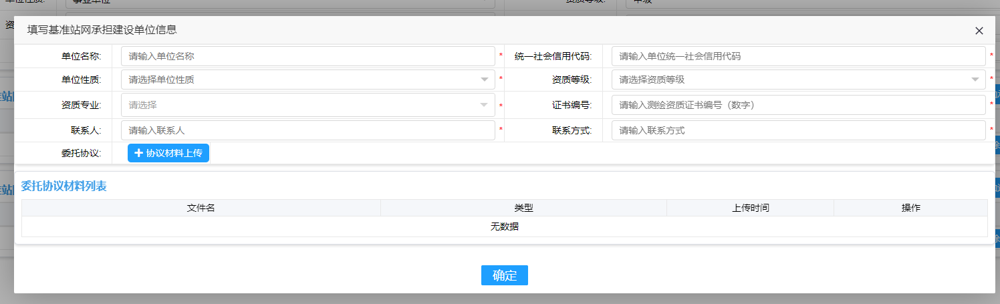 填写基准站网承担建设单位信息
单位名称: 请输入单位名称 * 统一社会信用代码: 请输入单位统一社会信用代码 *
单位性质: 请选择单位性质 * 资质等级: 请选择资质等级 *
资质专业: 请选择 * 证书编号: 请输入测绘资质证书编号（数字） *
联系人: 请输入联系人 * 联系方式: 请输入联系方式 *
委托协议: 协议材料上传
委托协议材料列表
文件名 类型 上传时间 操作
无数据
确定